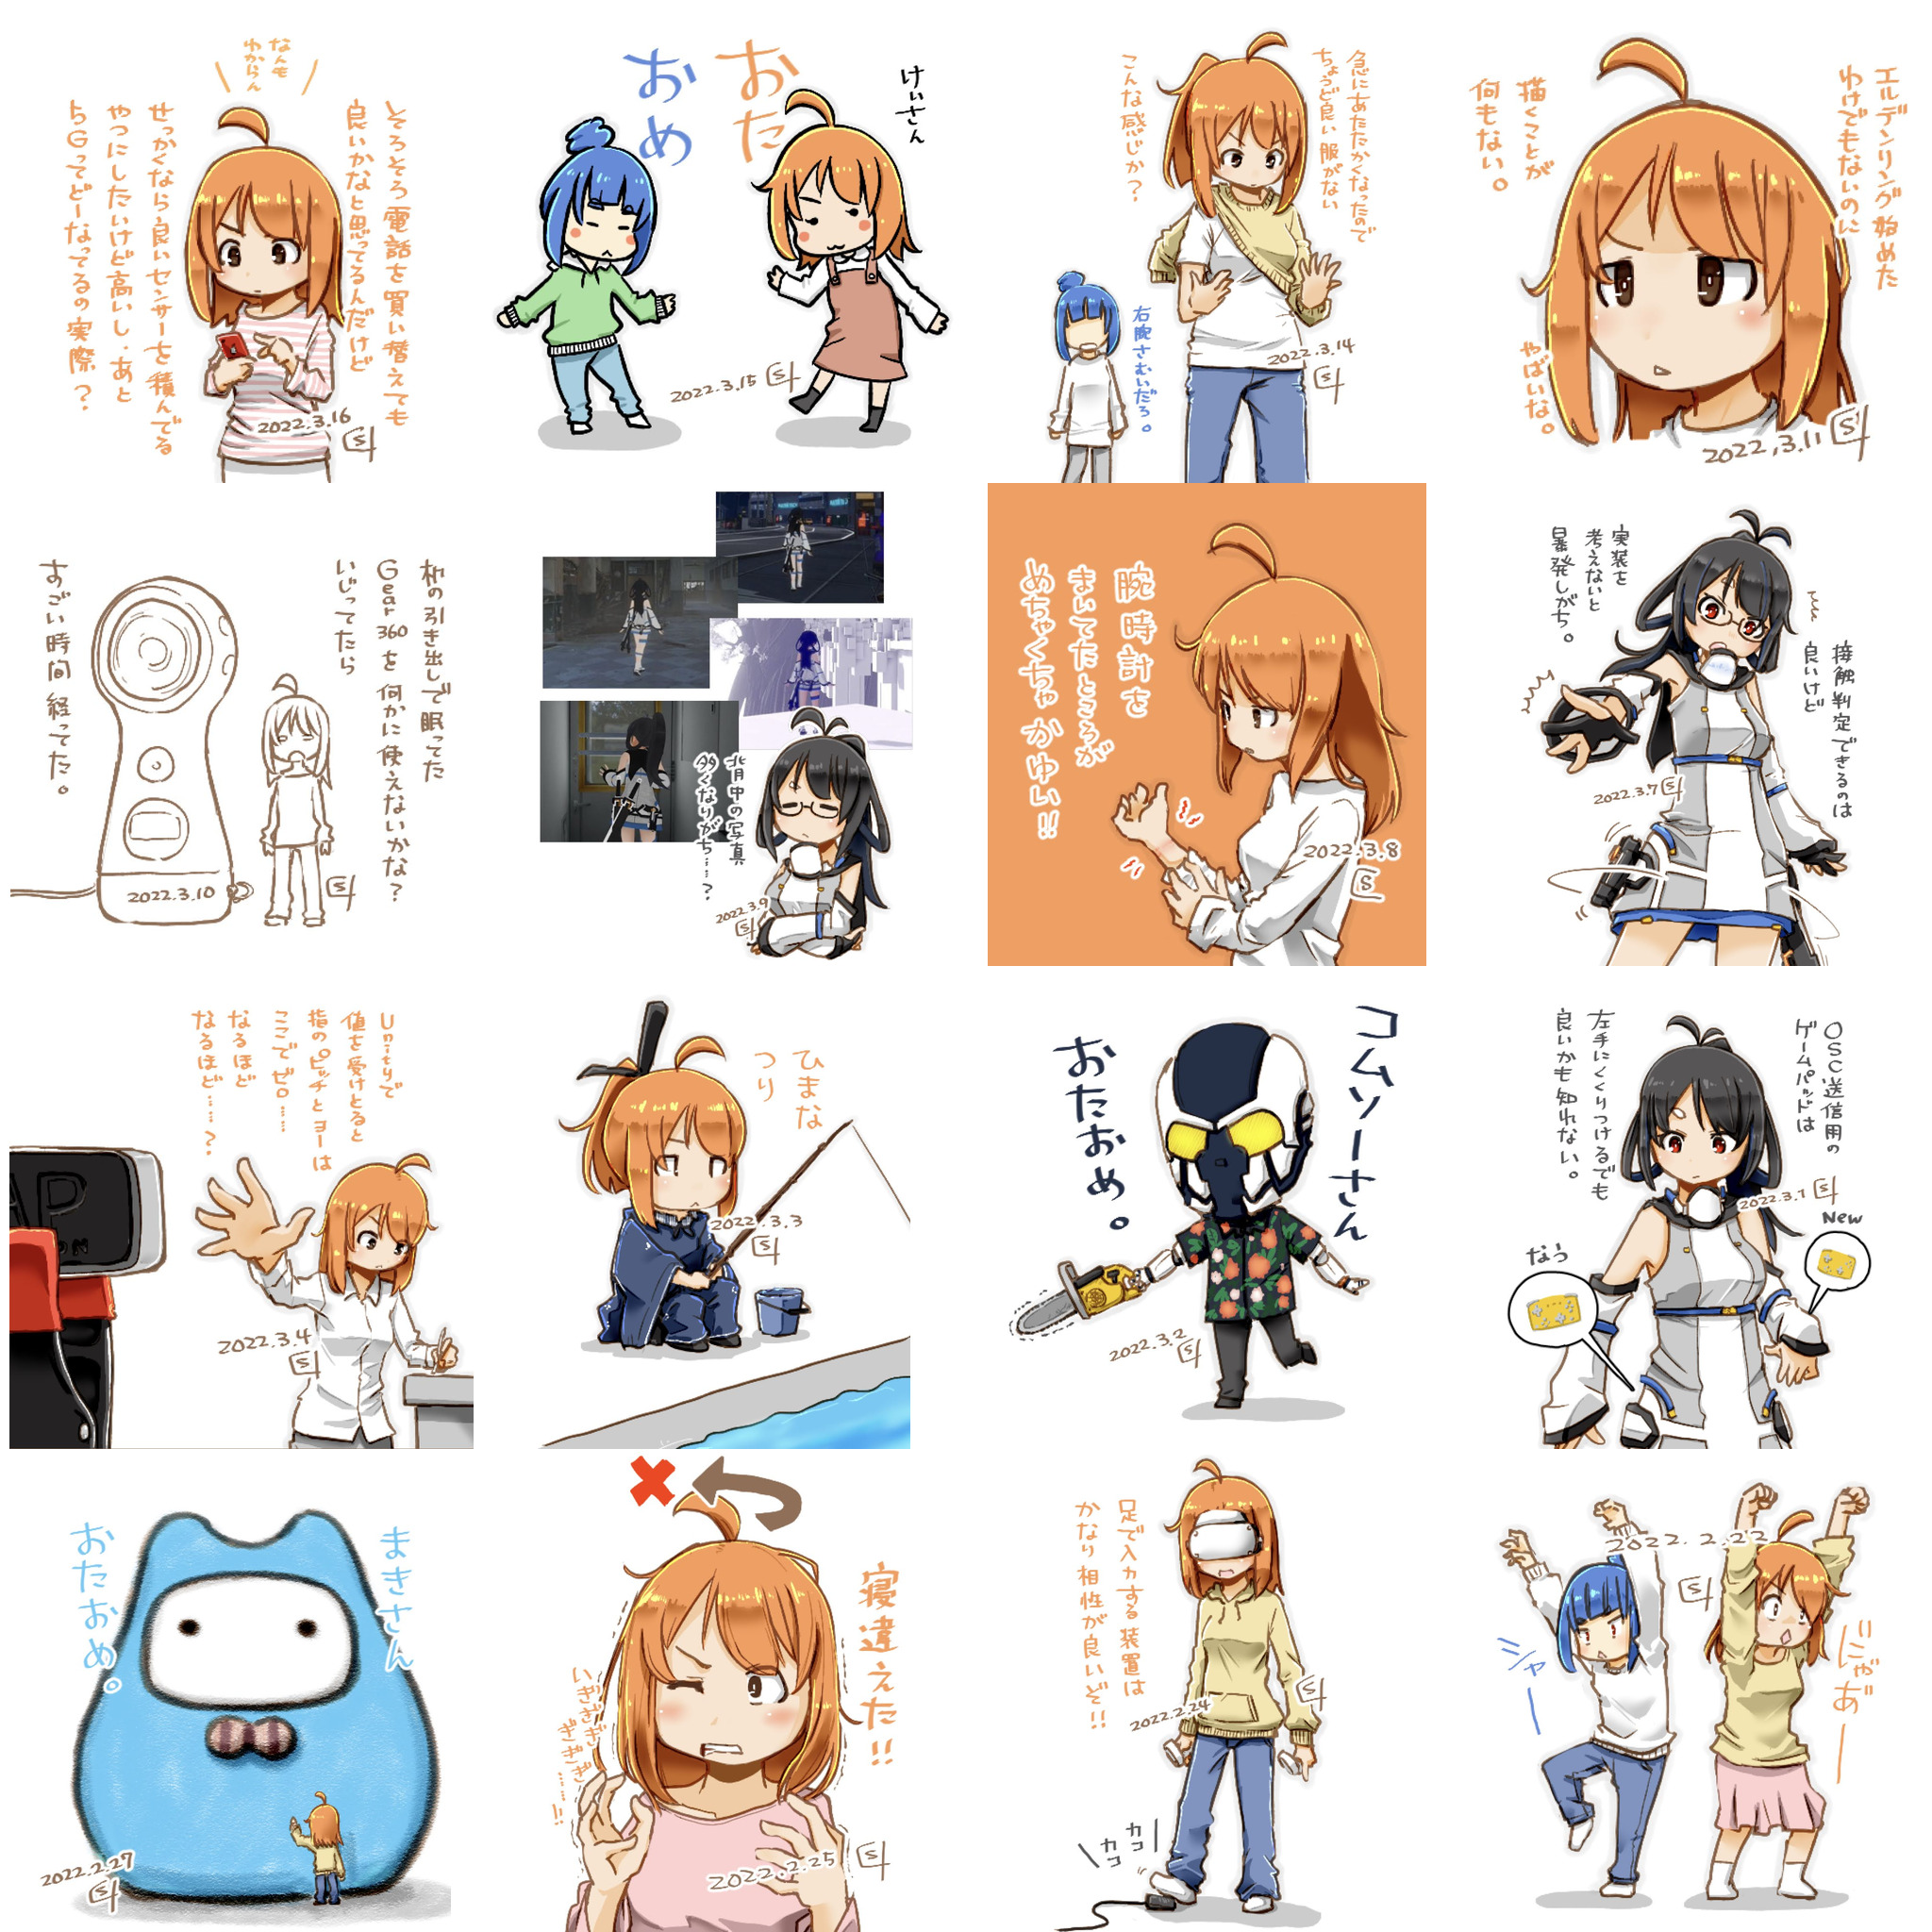 なんも
わからん
そろそろ電話を買い替えても
良いかなと思ってるんだけど
せっかくなら良いセンサーを積んでる
やつにしたいけど高いし、あと
5Gってどーなってるの実際？
2022.3.16
けいさん
おた
おめ
2022.3.15
急にあたたかくなったので
ちょうど良い服がない
こんな感じか？
右腕さむいだろ。
2022.3.14
エルデンリング始めた
わけでもないのに
描くことが
何もない。
やばいな。
2022.3.11
机の引き出しで眠ってた
Gear360を何かに使えないかな？
いじってたら
すごい時間経ってた。
2022.3.10
背中の写真
多くなりがち…？
2022.3.9
腕時計を
まいてたところが
めちゃくちゃかゆい!!
2022.3.8
接触判定できるのは
良いけど
実装を
考えないと
暴発しがち。
2022.3.7
Unityで
値を受けとると
指のピッチとヨーは
ここでゼロ……
なるほど
なるほど……？
2022.3.4
ひまな
つり
2022.3.3
コムソーさん
おたおめ。
2022.3.2
OSC送信用の
ゲームパッドは
左手にくくりつけるでも
良いかも知れない。
2022.3.1
New
なう
まきさん
おたおめ。
2022.2.27
寝違えた!!
いぎぎぎ
ぎぎぎ……!!
2022.2.25
足で入力する装置は
かなり相性が良いぞ!!
2022.2.24
カコ
カコ
2022.2.22
シャー
にゃあ゛ー